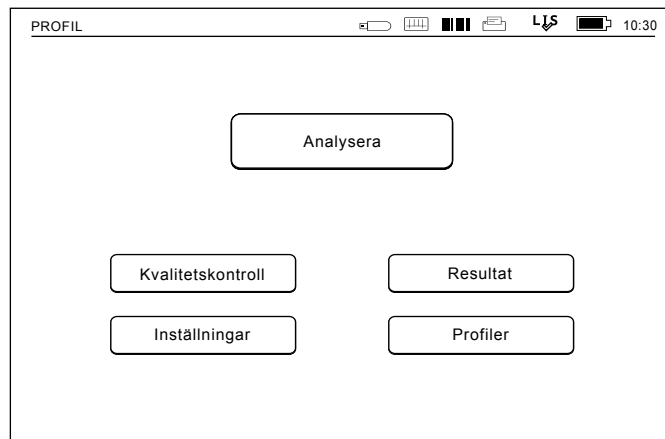 PROFIL LIS 10:30
Analysera
Kvalitetskontroll Resultat
Inställningar Profiler